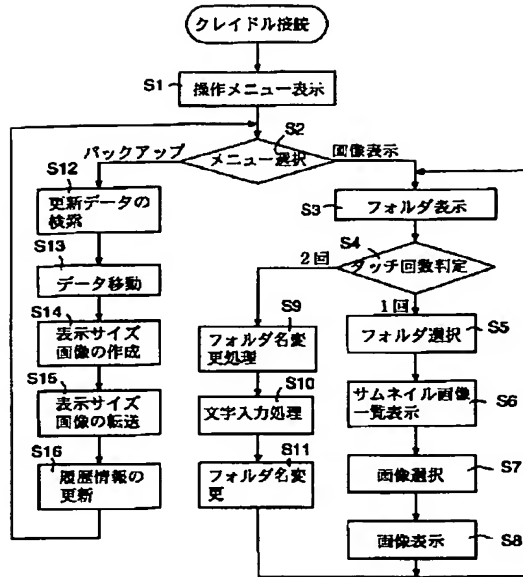 クレイドル接続
S1
操作メニュー表示
S2
メニュー選択
バックアップ
画像表示
S12
更新データの
検索
S13
データ移動
S14
表示サイズ
画像の作成
S15
表示サイズ
画像の転送
S16
履歴情報の
更新
S3
フォルダ表示
S4
タッチ回数判定
2回
1回
S9
フォルダ名変
更処理
S10
文字入力処理
S11
フォルダ名変
更
S5
フォルダ選択
S6
サムネイル画像
一覧表示
S7
画像選択
S8
画像表示